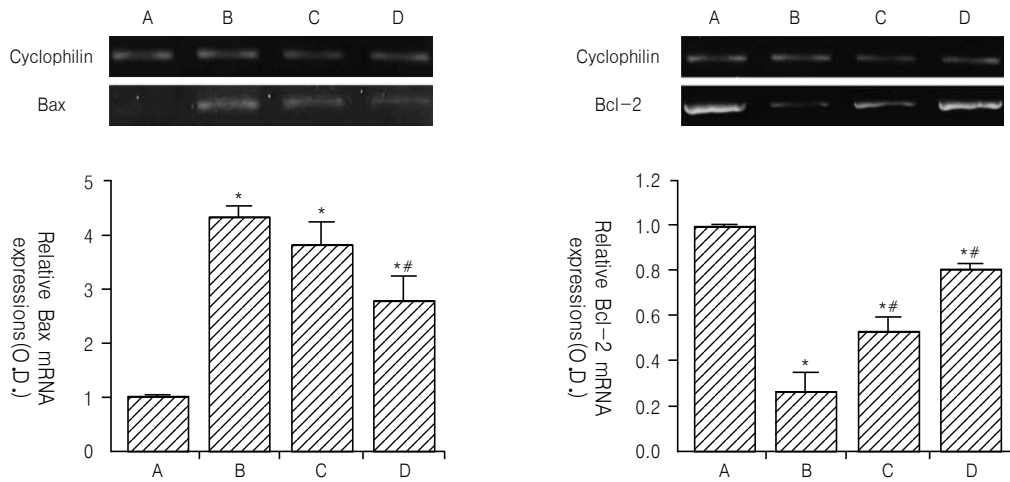 A B C D
Cyclophilin
Bax
5
4
3
2
1
0
Relative Bax mRNA
expressions(O.D.)
*
*
*#
A B C D
A B C D
Cyclophilin
Bcl-2
1.2
1.0
0.8
0.6
0.4
0.2
0.0
Relative Bcl-2 mRNA
expressions(O.D.)
*
*#
*#
A B C D